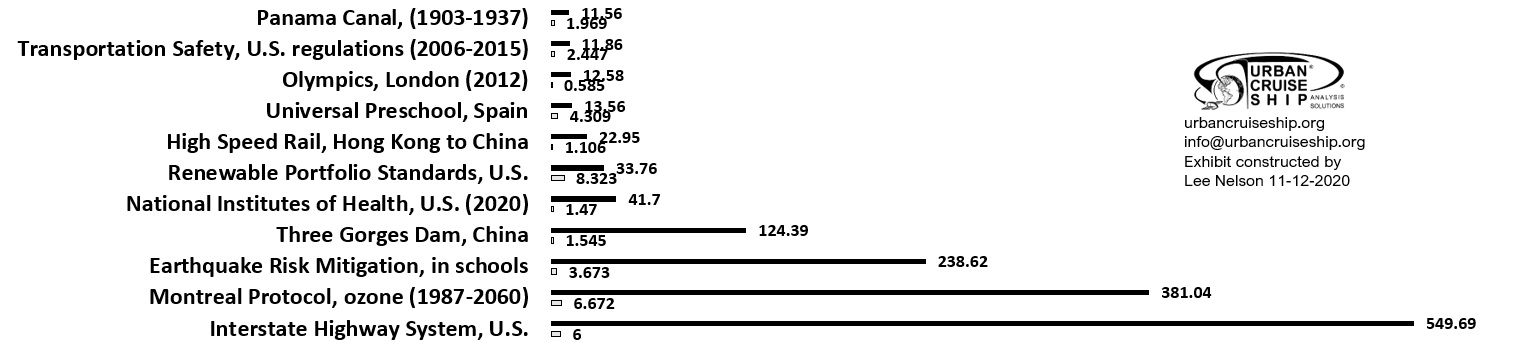 Panama Canal, (1903-1937) 11.56
1.969
Transportation Safety, U.S. regulations (2006-2015) 11.86
2.447
Olympics, London (2012) 12.58
0.585
Universal Preschool, Spain 13.56
4.309
High Speed Rail, Hong Kong to China 22.95
1.106
Renewable Portfolio Standards, U.S. 33.76
8.323
National Institutes of Health, U.S. (2020) 41.7
1.47
Three Gorges Dam, China 124.39
1.545
Earthquake Risk Mitigation, in schools 238.62
3.673
Montreal Protocol, ozone (1987-2060) 381.04
6.672
Interstate Highway System, U.S. 549.69
6
URBAN®
CRUISE ©
SHIP ANALYSIS
SOLUTIONS
urbancruiseship.org
info@urbancruiseship.org
Exhibit constructed by
Lee Nelson 11-12-2020